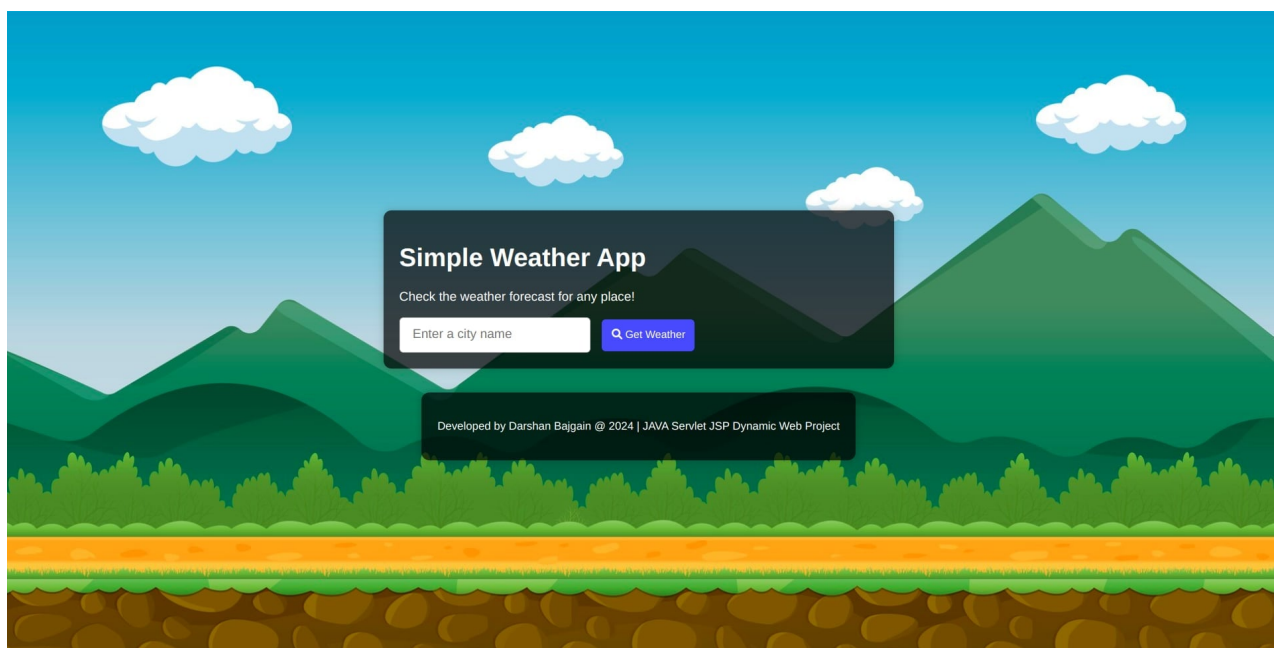 Simple Weather App
Check the weather forecast for any place!
Enter a city name
Get Weather
Developed by Darshan Bajgain @ 2024 | JAVA Servlet JSP Dynamic Web Project